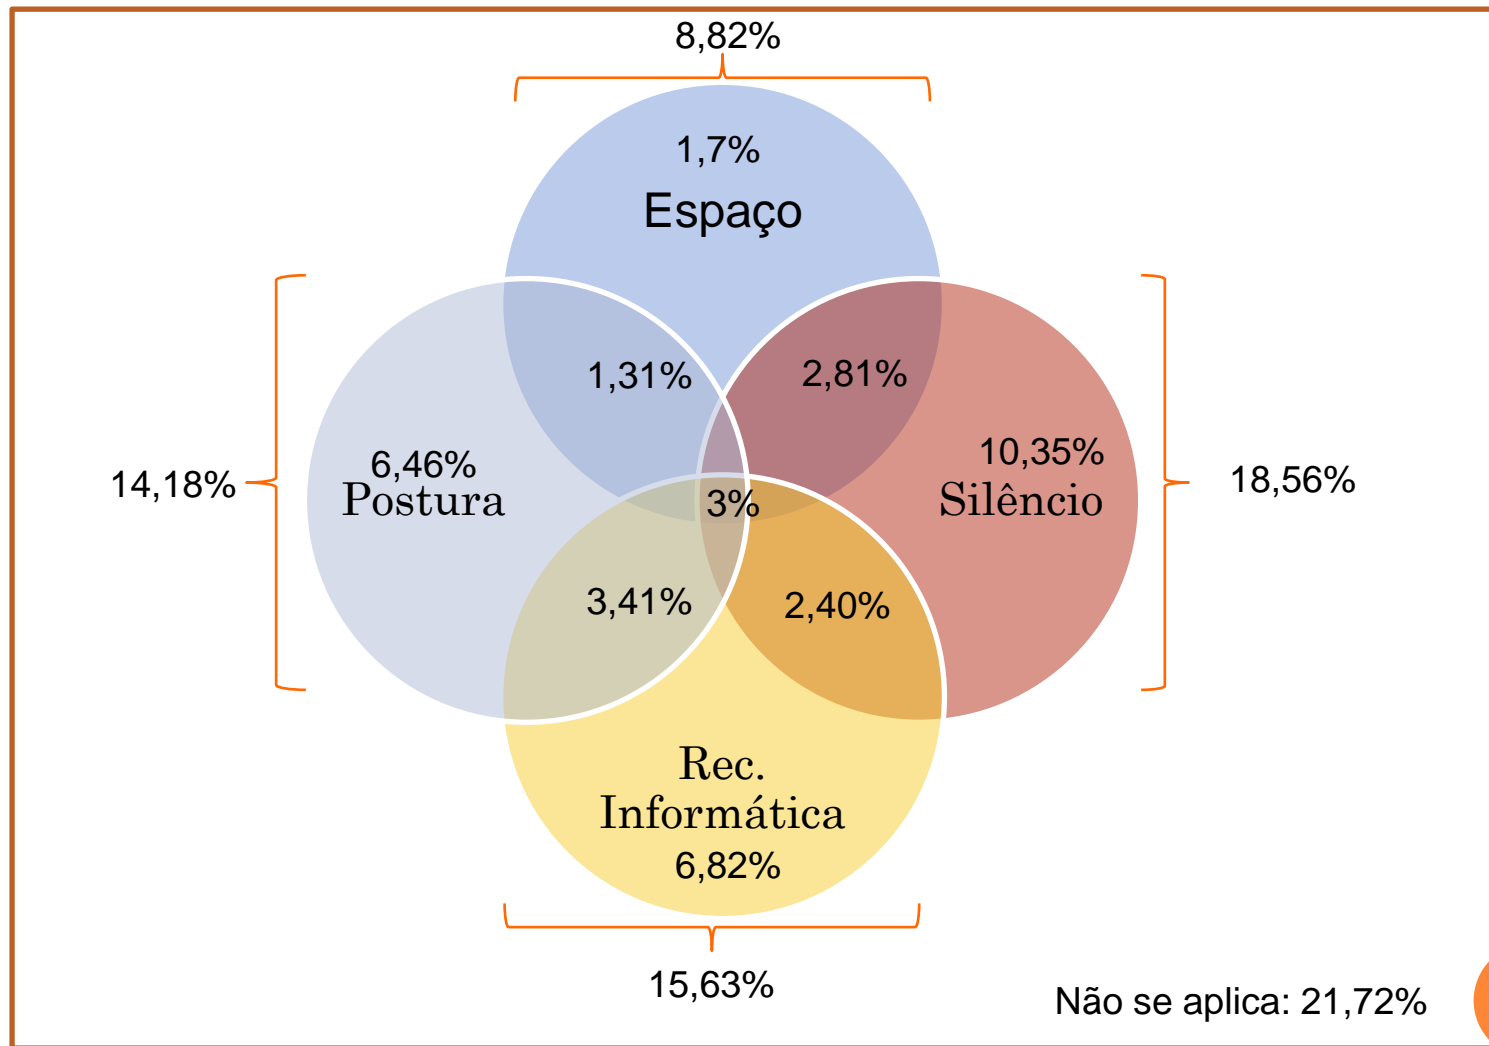 8,82%
1,7%
Espaço
1,31%
2,81%
6,46%
Postura
10,35%
Silêncio
14,18%
18,56%
3%
3,41%
2,40%
Rec.
Informática
6,82%
15,63%
Não se aplica: 21,72%